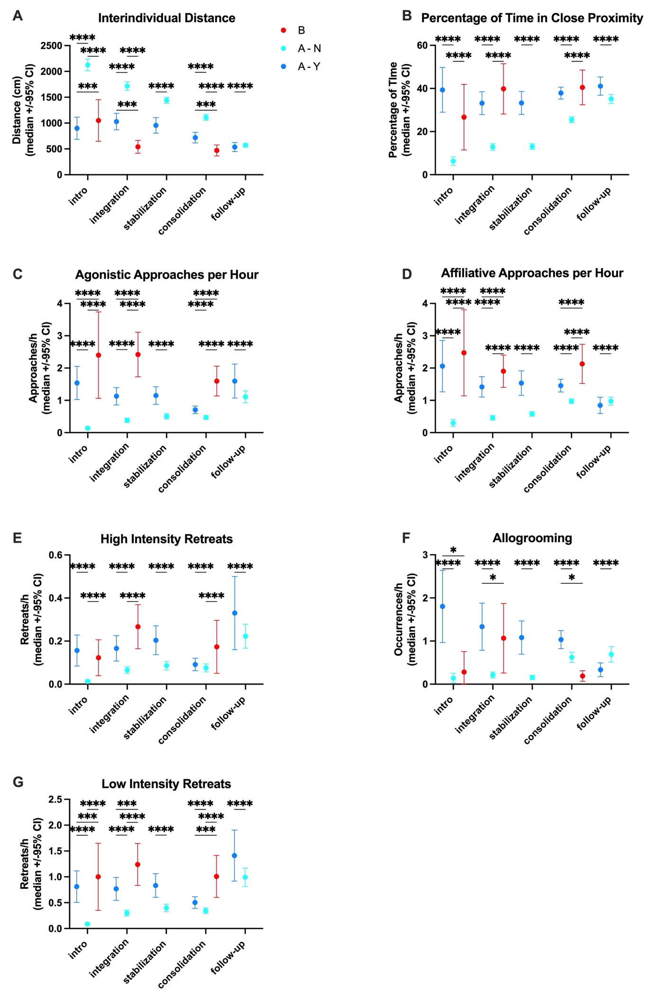 A
Interindividual Distance
B
A - N
A - Y
****
****
****
****
****
***
****
****
****
***
***
2500
2000
1500
1000
500
0
Distance (cm)
(median +/-95% CI)
intro
integration
stabilization
consolidation
follow-up
B
Percentage of Time in Close Proximity
****
****
****
****
****
****
****
****
60
40
20
0
Percentage of TIme
(median +/-95% CI)
intro
integration
stabilization
consolidation
follow-up
C
Agonistic Approaches per Hour
****
****
****
****
****
****
****
****
****
****
****
4
3
2
1
0
Approaches/h
(median +/-95% CI)
intro
integration
stabilization
consolidation
follow-up
D
Affiliative Approaches per Hour
****
****
****
****
****
****
****
****
****
****
****
4
3
2
1
0
Approaches/h
(median +/-95% CI)
intro
integration
stabilization
consolidation
follow-up
E
High Intensity Retreats
****
****
****
****
****
****
****
****
0.6
0.4
0.2
0.0
Retreats/h
(median +/-95% CI)
intro
integration
stabilization
consolidation
follow-up
F
Allogrooming
*
****
****
****
****
****
*
*
3
2
1
0
Occurrences/h
(median +/-95% CI)
intro
integration
stabilization
consolidation
follow-up
G
Low Intensity Retreats
****
***
****
****
***
****
****
****
****
****
***
2.5
2.0
1.5
1.0
0.5
0.0
Retreats/h
(median +/-95% CI)
intro
integration
stabilization
consolidation
follow-up